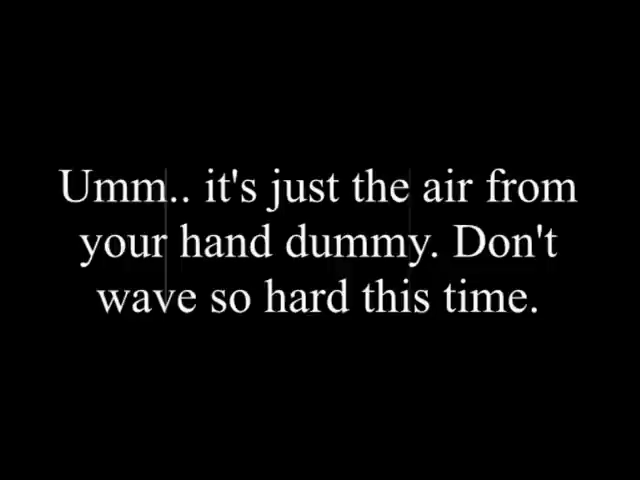 Umm.. it's just the air from
your hand dummy. Don't
wave so hard this time.